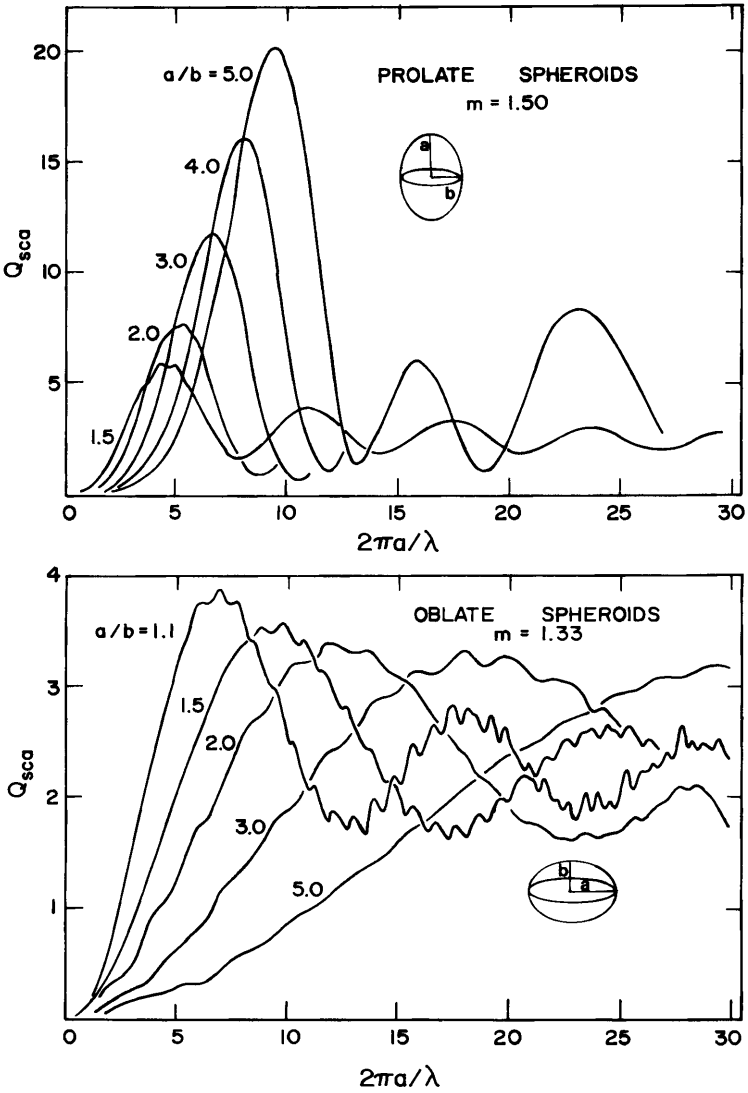 20
15
10
5
Qsca
a/b = 5.0
4.0
3.0
2.0
1.5
PROLATE SPHEROIDS
m = 1.50
a
b
0 5 10 15 20 25 30
2πa/λ
4
3
2
1
Qsca
a/b = 1.1
1.5
2.0
3.0
5.0
OBLATE SPHEROIDS
m = 1.33
b
a
0 5 10 15 20 25 30
2πa/λ